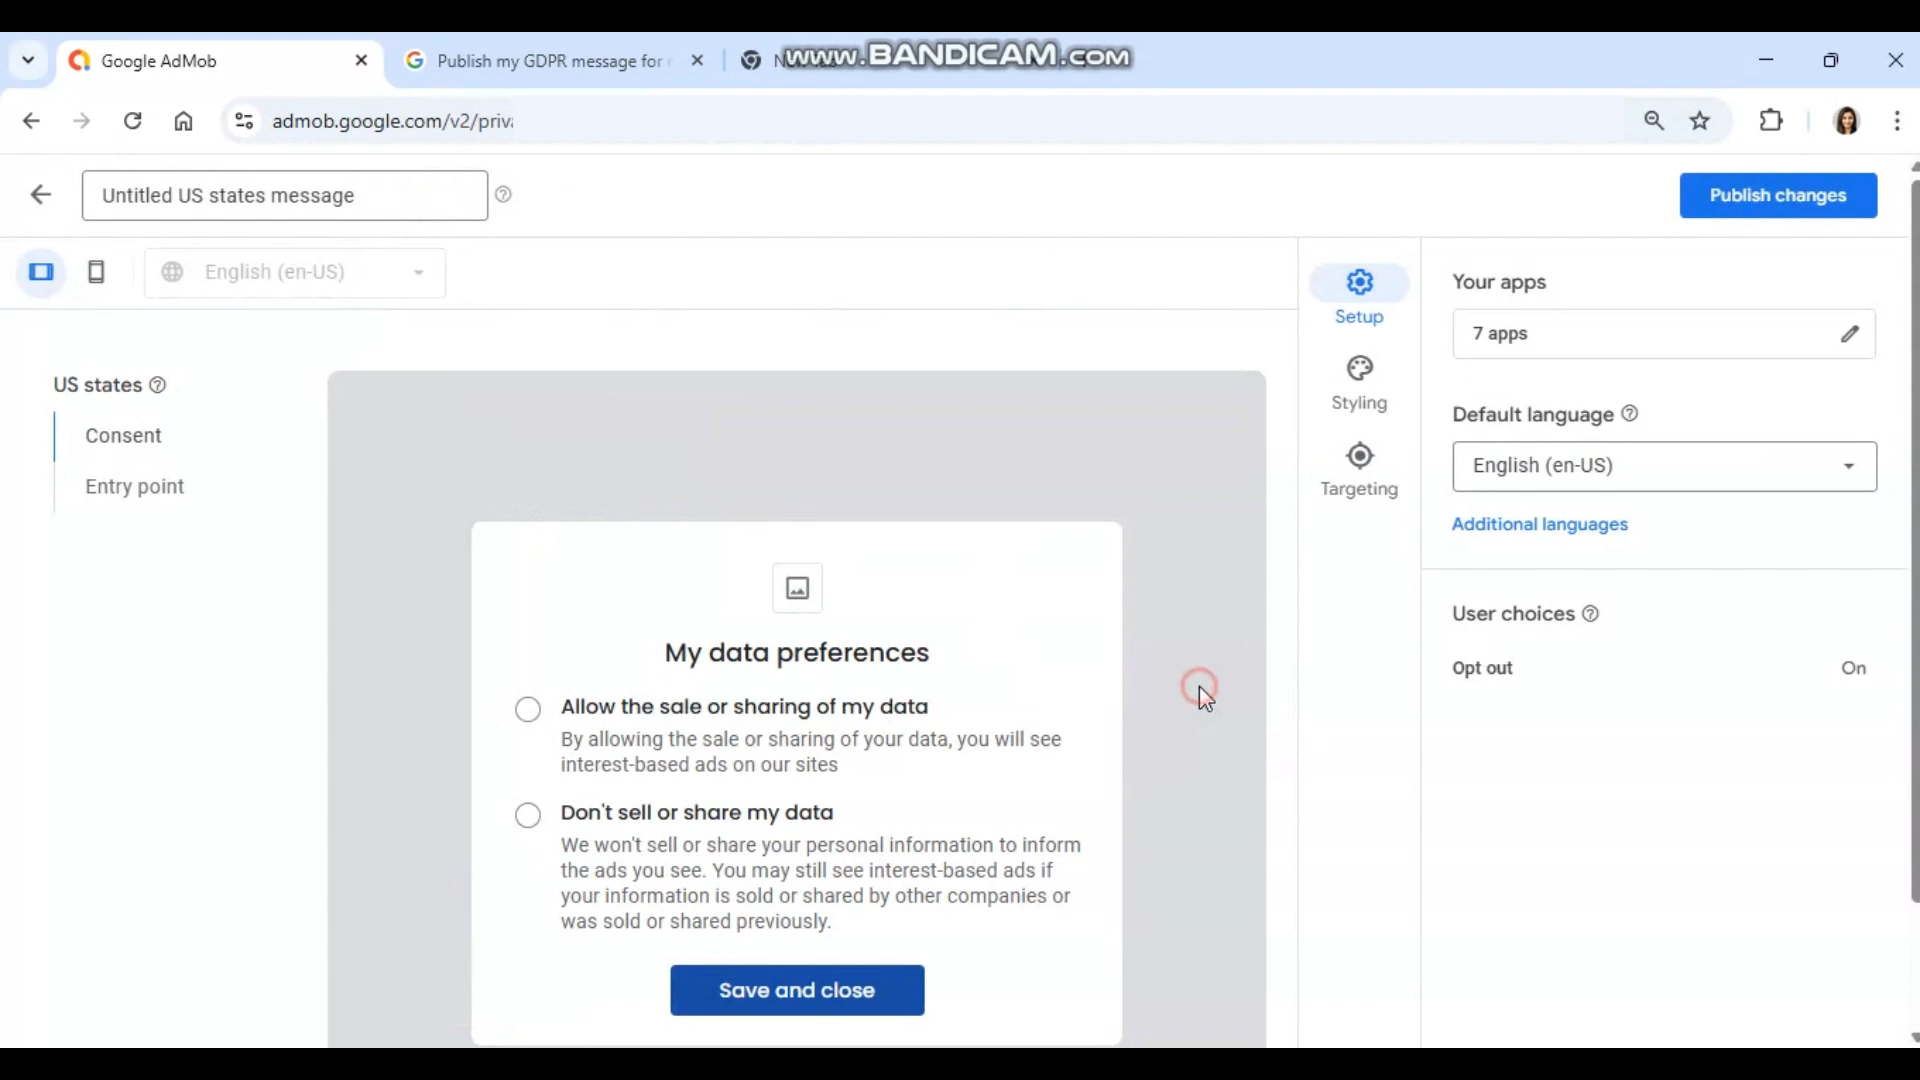 Google AdMob
Publish my GDPR message for
www.BANDICAM.com
admob.google.com/v2/priv
Untitled US states message
Publish changes
English (en-US)
US states
Consent
Entry point
My data preferences
Allow the sale or sharing of my data
By allowing the sale or sharing of your data, you will see
interest-based ads on our sites
Don't sell or share my data
We won't sell or share your personal information to inform
the ads you see. You may still see interest-based ads if
your information is sold or shared by other companies or
was sold or shared previously.
Save and close
Setup
Styling
Targeting
Your apps
7 apps
Default language
English (en-US)
Additional languages
User choices
Opt out
On